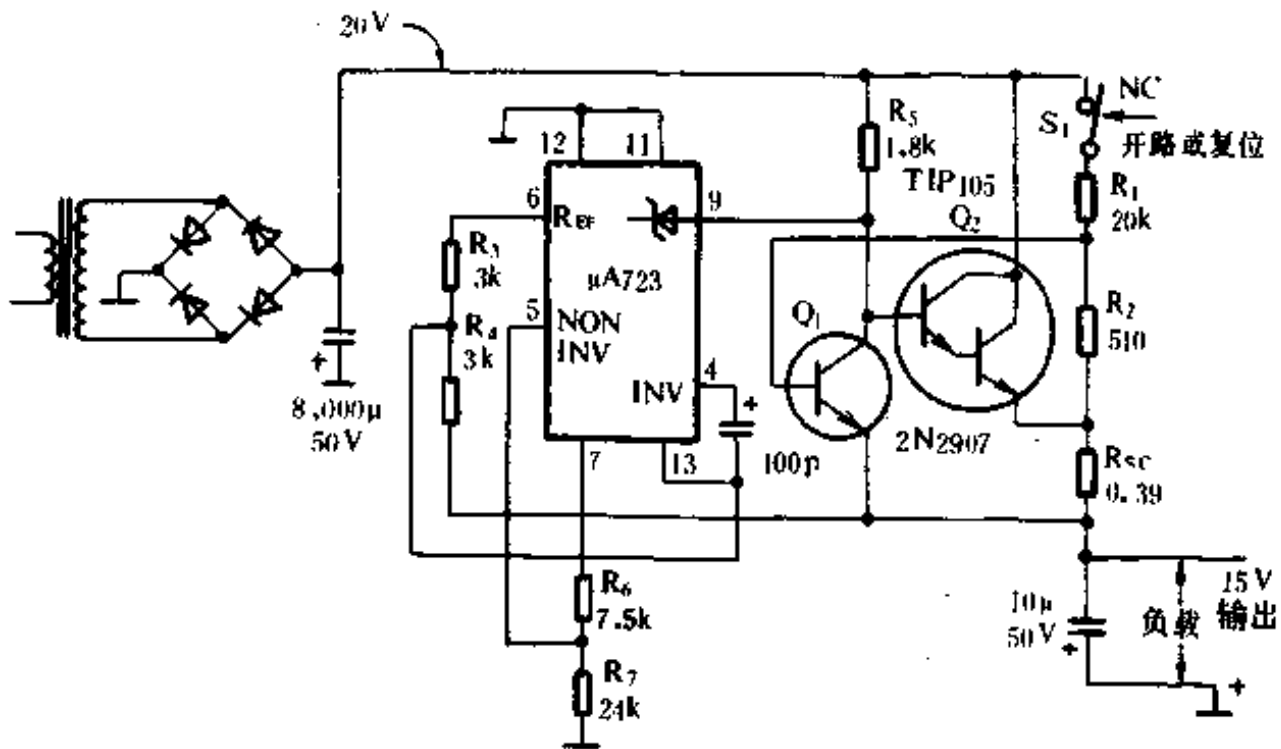 20V
NC
S1
开路或复位
R5
1.8k
TIP105
Q2
R1
20k
12
11
6
REF
9
R3
3k
μA723
5
NON
INV
R4
3k
Q1
R2
510
4
INV
+
8,000μ
50V
+
100p
2N2907
RSC
0.39
7
13
R6
7.5k
R7
24k
10μ
50V
+
负载
15V
输出
+